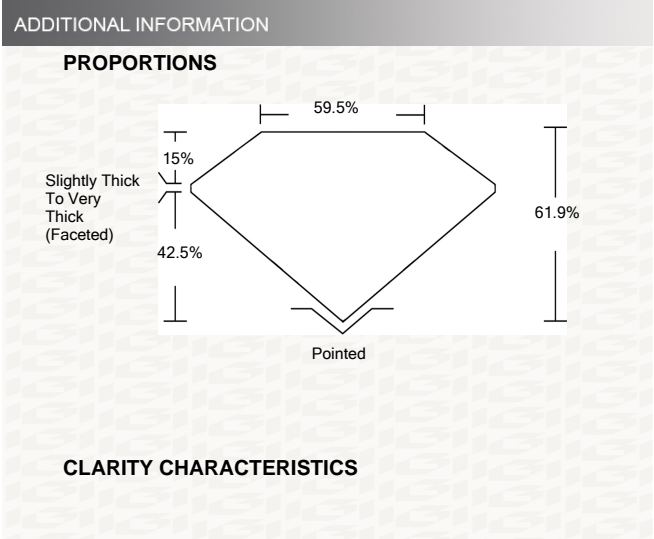 ADDITIONAL INFORMATION
PROPORTIONS
59.5%
15%
Slightly Thick
To Very
Thick
(Faceted)
61.9%
42.5%
Pointed
CLARITY CHARACTERISTICS